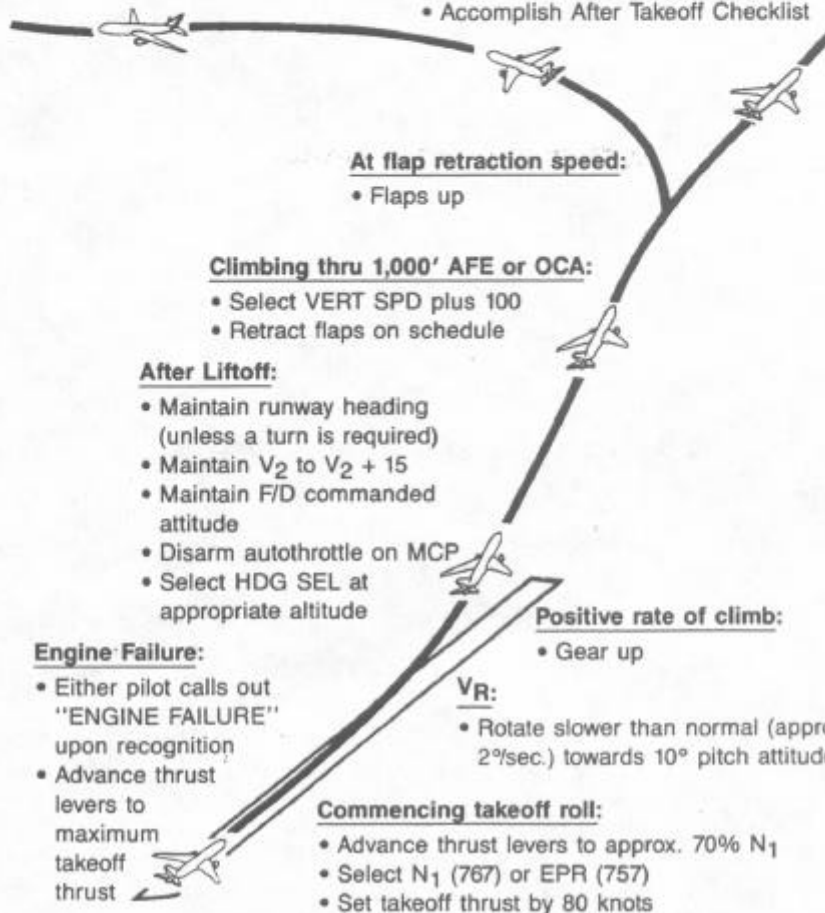 • Accomplish After Takeoff Checklist
At flap retraction speed:
• Flaps up
Climbing thru 1,000' AFE or OCA:
• Select VERT SPD plus 100
• Retract flaps on schedule
After Liftoff:
• Maintain runway heading
(unless a turn is required)
• Maintain V2 to V2 + 15
• Maintain F/D commanded
attitude
• Disarm autothrottle on MCP
• Select HDG SEL at
appropriate altitude
Positive rate of climb:
• Gear up
Engine Failure:
• Either pilot calls out
"ENGINE FAILURE"
upon recognition
• Advance thrust
levers to
maximum
takeoff
thrust
VR:
• Rotate slower than normal
2°/sec.) towards 10° pitch
Commencing takeoff roll:
• Advance thrust levers to approx. 70% N1
• Select N1 (767) or EPR (757)
• Set takeoff thrust by 80 knots